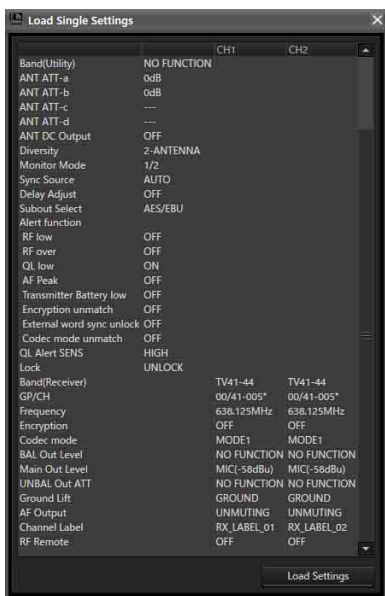 Load Single Settings
CH1 CH2
Band(Utility) NO FUNCTION
ANT ATT-a 0dB
ANT ATT-b 0dB
ANT ATT-c ---
ANT ATT-d ---
ANT DC Output OFF
Diversity 2-ANTENNA
Monitor Mode 1/2
Sync Source AUTO
Delay Adjust OFF
Subout Select AES/EBU
Alert function
RF low OFF
RF over OFF
QL low ON
AF Peak OFF
Transmitter Battery low OFF
Encryption unmatch OFF
External word sync unlock OFF
Codec mode unmatch OFF
QL Alert SENS HIGH
Lock UNLOCK
Band(Receiver) TV41-44 TV41-44
GP/CH 00/41-005* 00/41-005*
Frequency 638.125MHz 638.125MHz
Encryption OFF OFF
Codec mode MODE1 MODE1
BAL Out Level NO FUNCTION NO FUNCTION
Main Out Level MIC(-58dBu) MIC(-58dBu)
UNBAL Out ATT NO FUNCTION NO FUNCTION
Ground Lift GROUND GROUND
AF Output UNMUTING UNMUTING
Channel Label RX_LABEL_01 RX_LABEL_02
RF Remote OFF OFF
Load Settings